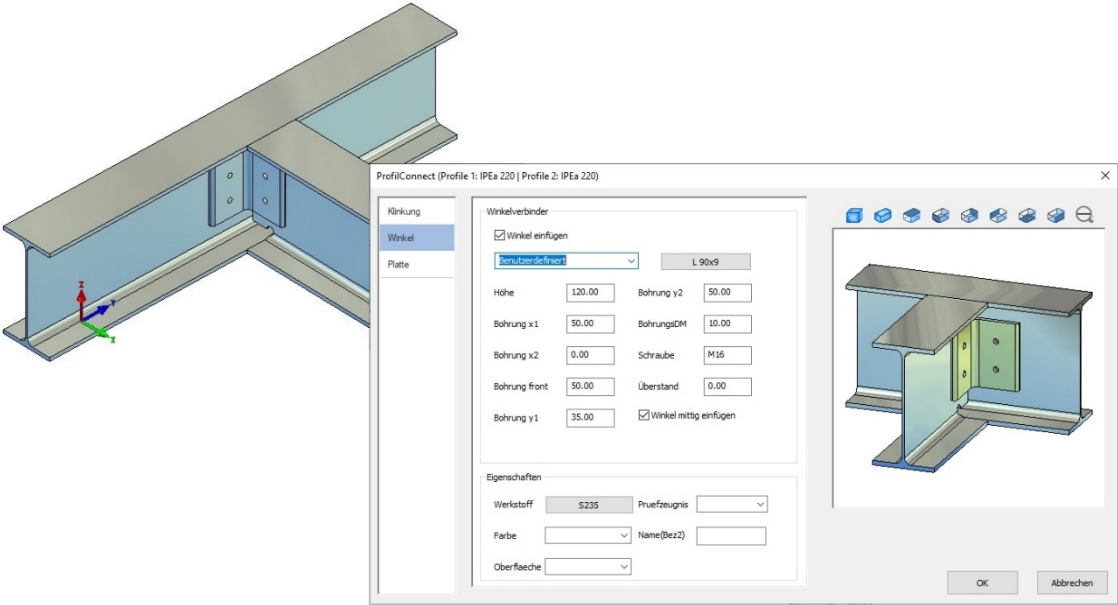 ProfilConnect (Profile 1: IPEa 220 | Profile 2: IPEa 220)
Klinkung
Winkel
Platte
Winkelverbinder
Winkel einfügen
Benutzerdefiniert
L 90x9
Höhe 120.00 Bohrung y2 50.00
Bohrung x1 50.00 BohrungsDM 10.00
Bohrung x2 0.00 Schraube M16
Bohrung front 50.00 Überstand 0.00
Bohrung y1 35.00 Winkel mittig einfügen
Eigenschaften
Werkstoff S235 Pruefzeugnis
Farbe Name(Bez2)
Oberflaeche
OK Abbrechen
Z
Y
X